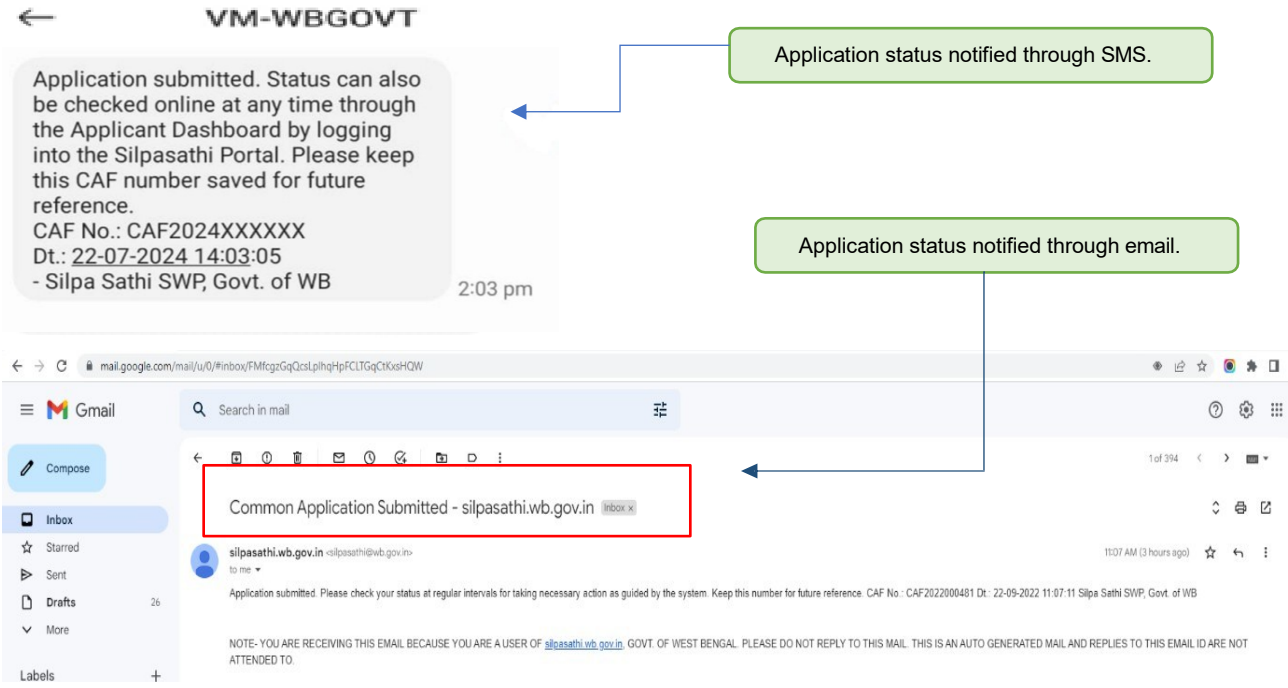 VM-WBGOVT
Application status notified through SMS.
Application submitted. Status can also
be checked online at any time through
the Applicant Dashboard by logging
into the Silpasathi Portal. Please keep
this CAF number saved for future
reference.
CAF No.: CAF2024XXXXXX
Dt.: 22-07-2024 14:03:05
- Silpa Sathi SWP, Govt. of WB
2:03 pm
Application status notified through email.
mail.google.com/mail/u/0/#inbox/FMfcgzGqQcsLplhqHpFCLTGqCtKxsHQW
Gmail
Search in mail
Compose
1 of 394
Common Application Submitted - silpasathi.wb.gov.in Inbox x
Inbox
Starred
Sent
Drafts 26
More
Labels +
silpasathi.wb.gov.in <silpasathi@wb.gov.in>
11:07 AM (3 hours ago)
to me
Application submitted. Please check your status at regular intervals for taking necessary action as guided by the system. Keep this number for future reference. CAF No.: CAF2022000481 Dt.: 22-09-2022 11:07:11 Silpa Sathi SWP, Govt. of WB
NOTE- YOU ARE RECEIVING THIS EMAIL BECAUSE YOU ARE A USER OF silpasathi.wb.gov.in, GOVT. OF WEST BENGAL. PLEASE DO NOT REPLY TO THIS MAIL. THIS IS AN AUTO GENERATED MAIL AND REPLIES TO THIS EMAIL ID ARE NOT
ATTENDED TO.